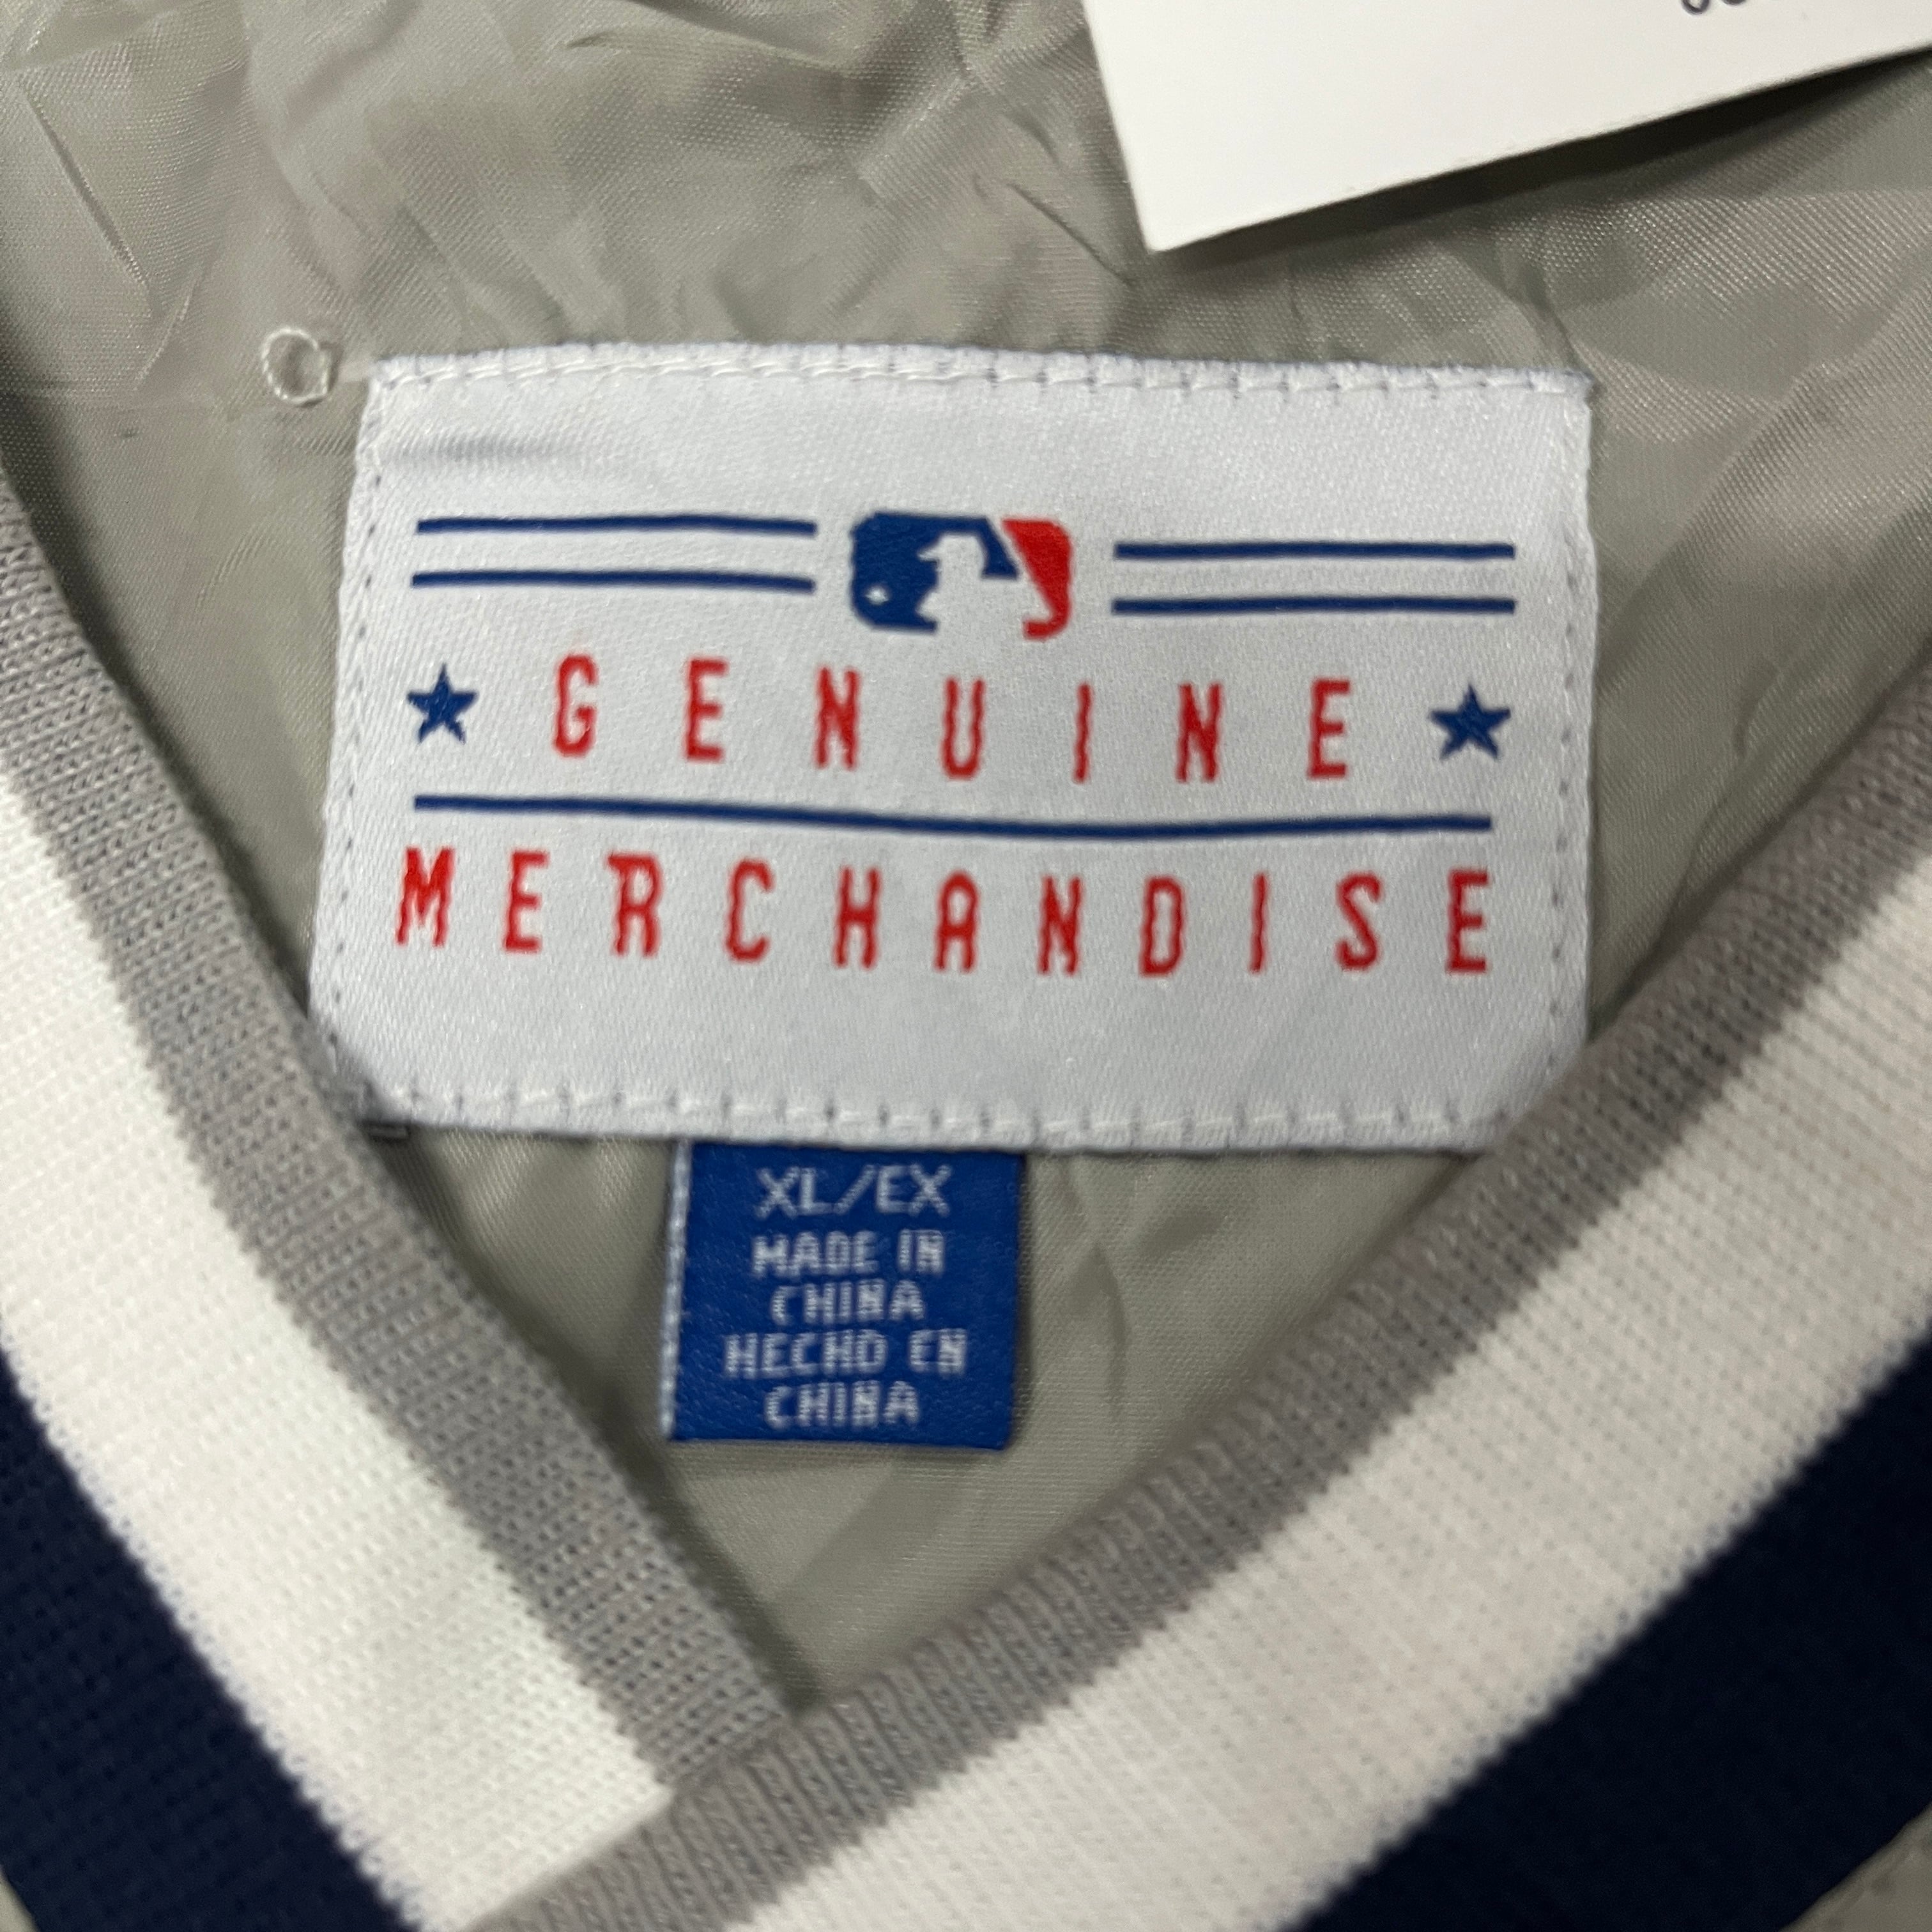 GENUINE
MERCHANDISE
XL/EX
MADE IN
CHINA
HECHO EN
CHINA